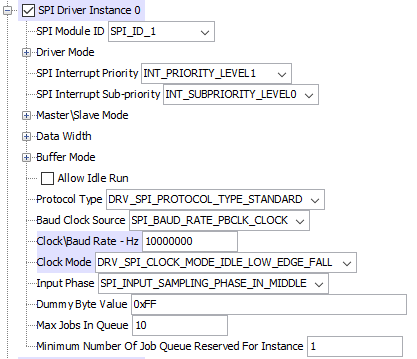 SPI Driver Instance 0
SPI Module ID SPI_ID_1
Driver Mode
SPI Interrupt Priority INT_PRIORITY_LEVEL1
SPI Interrupt Sub-priority INT_SUBPRIORITY_LEVEL0
Master\Slave Mode
Data Width
Buffer Mode
Allow Idle Run
Protocol Type DRV_SPI_PROTOCOL_TYPE_STANDARD
Baud Clock Source SPI_BAUD_RATE_PBCLK_CLOCK
Clock\Baud Rate - Hz 10000000
Clock Mode DRV_SPI_CLOCK_MODE_IDLE_LOW_EDGE_FALL
Input Phase SPI_INPUT_SAMPLING_PHASE_IN_MIDDLE
Dummy Byte Value 0xFF
Max Jobs In Queue 10
Minimum Number Of Job Queue Reserved For Instance 1